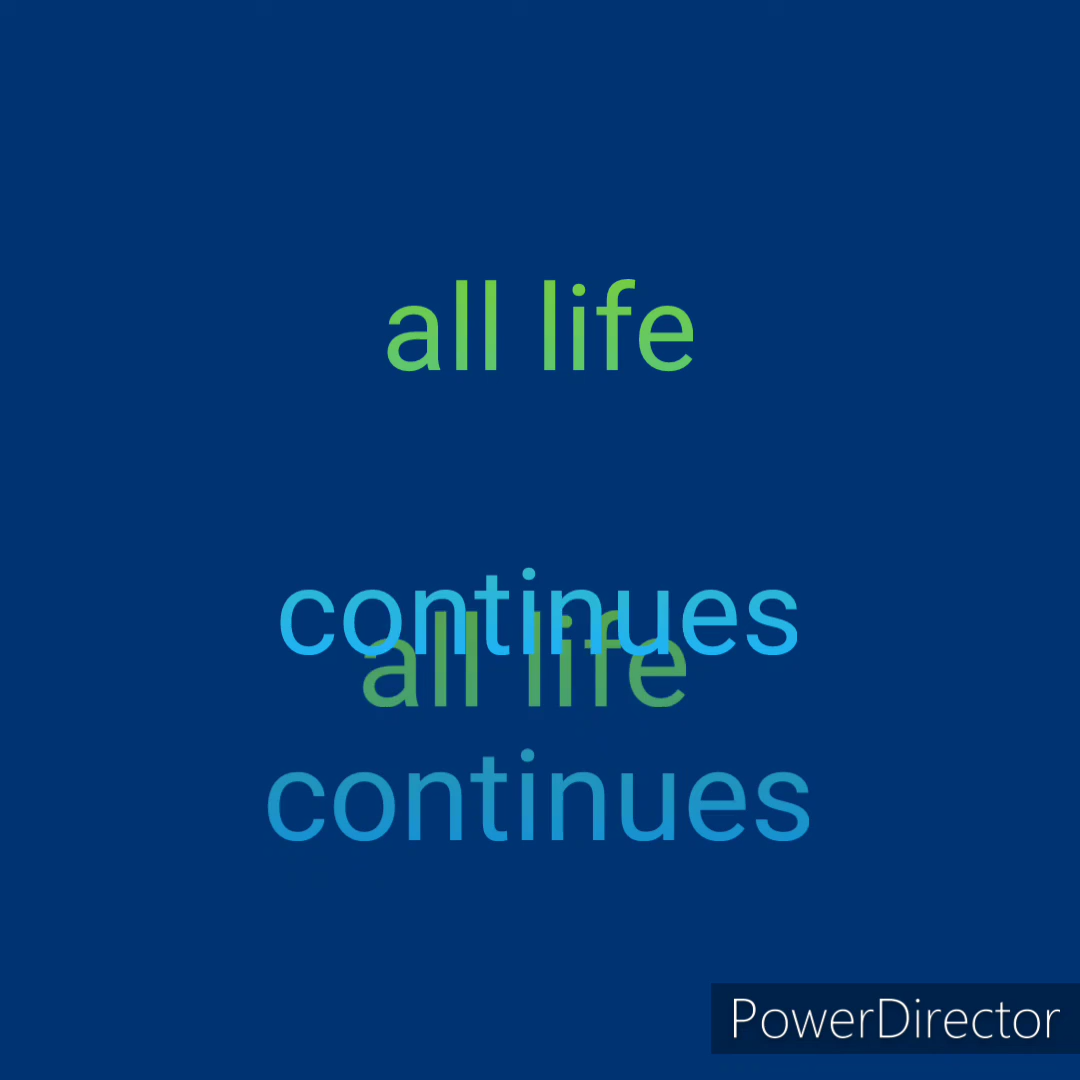 all life
continues
all life
continues
PowerDirector